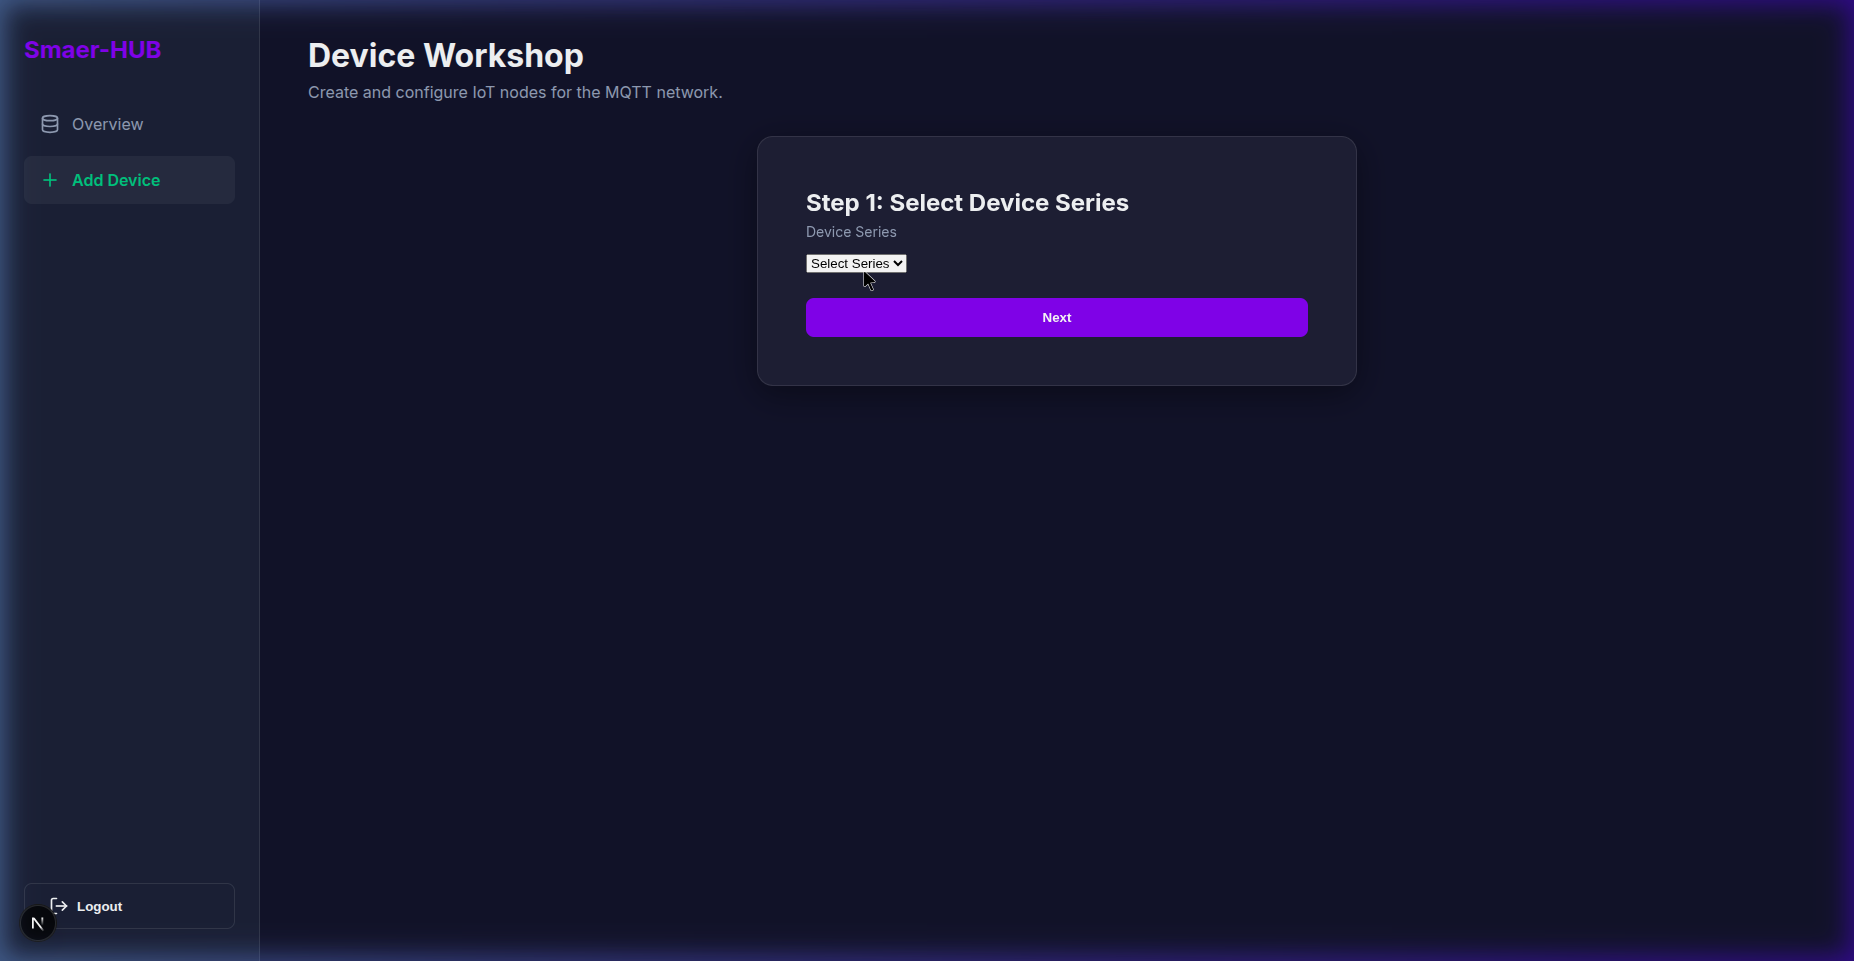 Smaer-HUB
Overview
Add Device
Logout
N
Device Workshop
Create and configure IoT nodes for the MQTT network.
Step 1: Select Device Series
Device Series
Select Series
Next